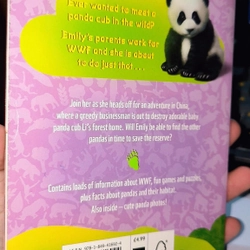 Ever wanted to meet a
panda cub in the wild?
Emily's parents work for
WWF and she is about
to do just that...
Join her as she heads off for an adventure in China,
where a greedy businessman is out to destroy adorable baby
panda cub Li's forest home. Will Emily be able to find the other
pandas in time to save the reserve?
Contains loads of information about WWF, fun games and puzzles,
plus facts about pandas and their habitat.
Also inside – cute panda photos!
£4.99